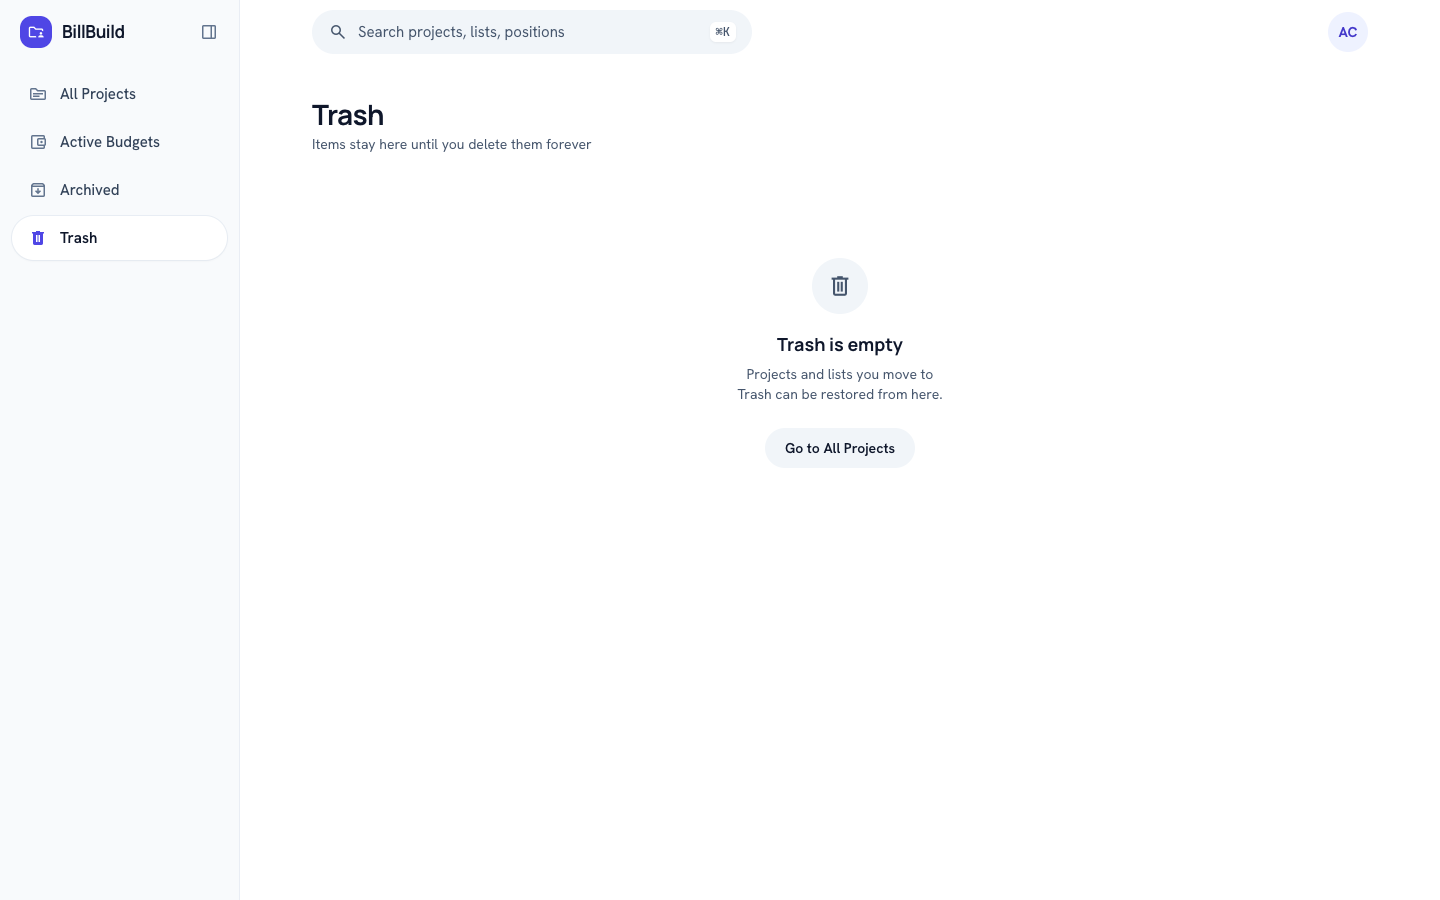 BillBuild
Search projects, lists, positions
⌘K
AC
All Projects
Active Budgets
Archived
Trash
Trash
Items stay here until you delete them forever
Trash is empty
Projects and lists you move to
Trash can be restored from here.
Go to All Projects